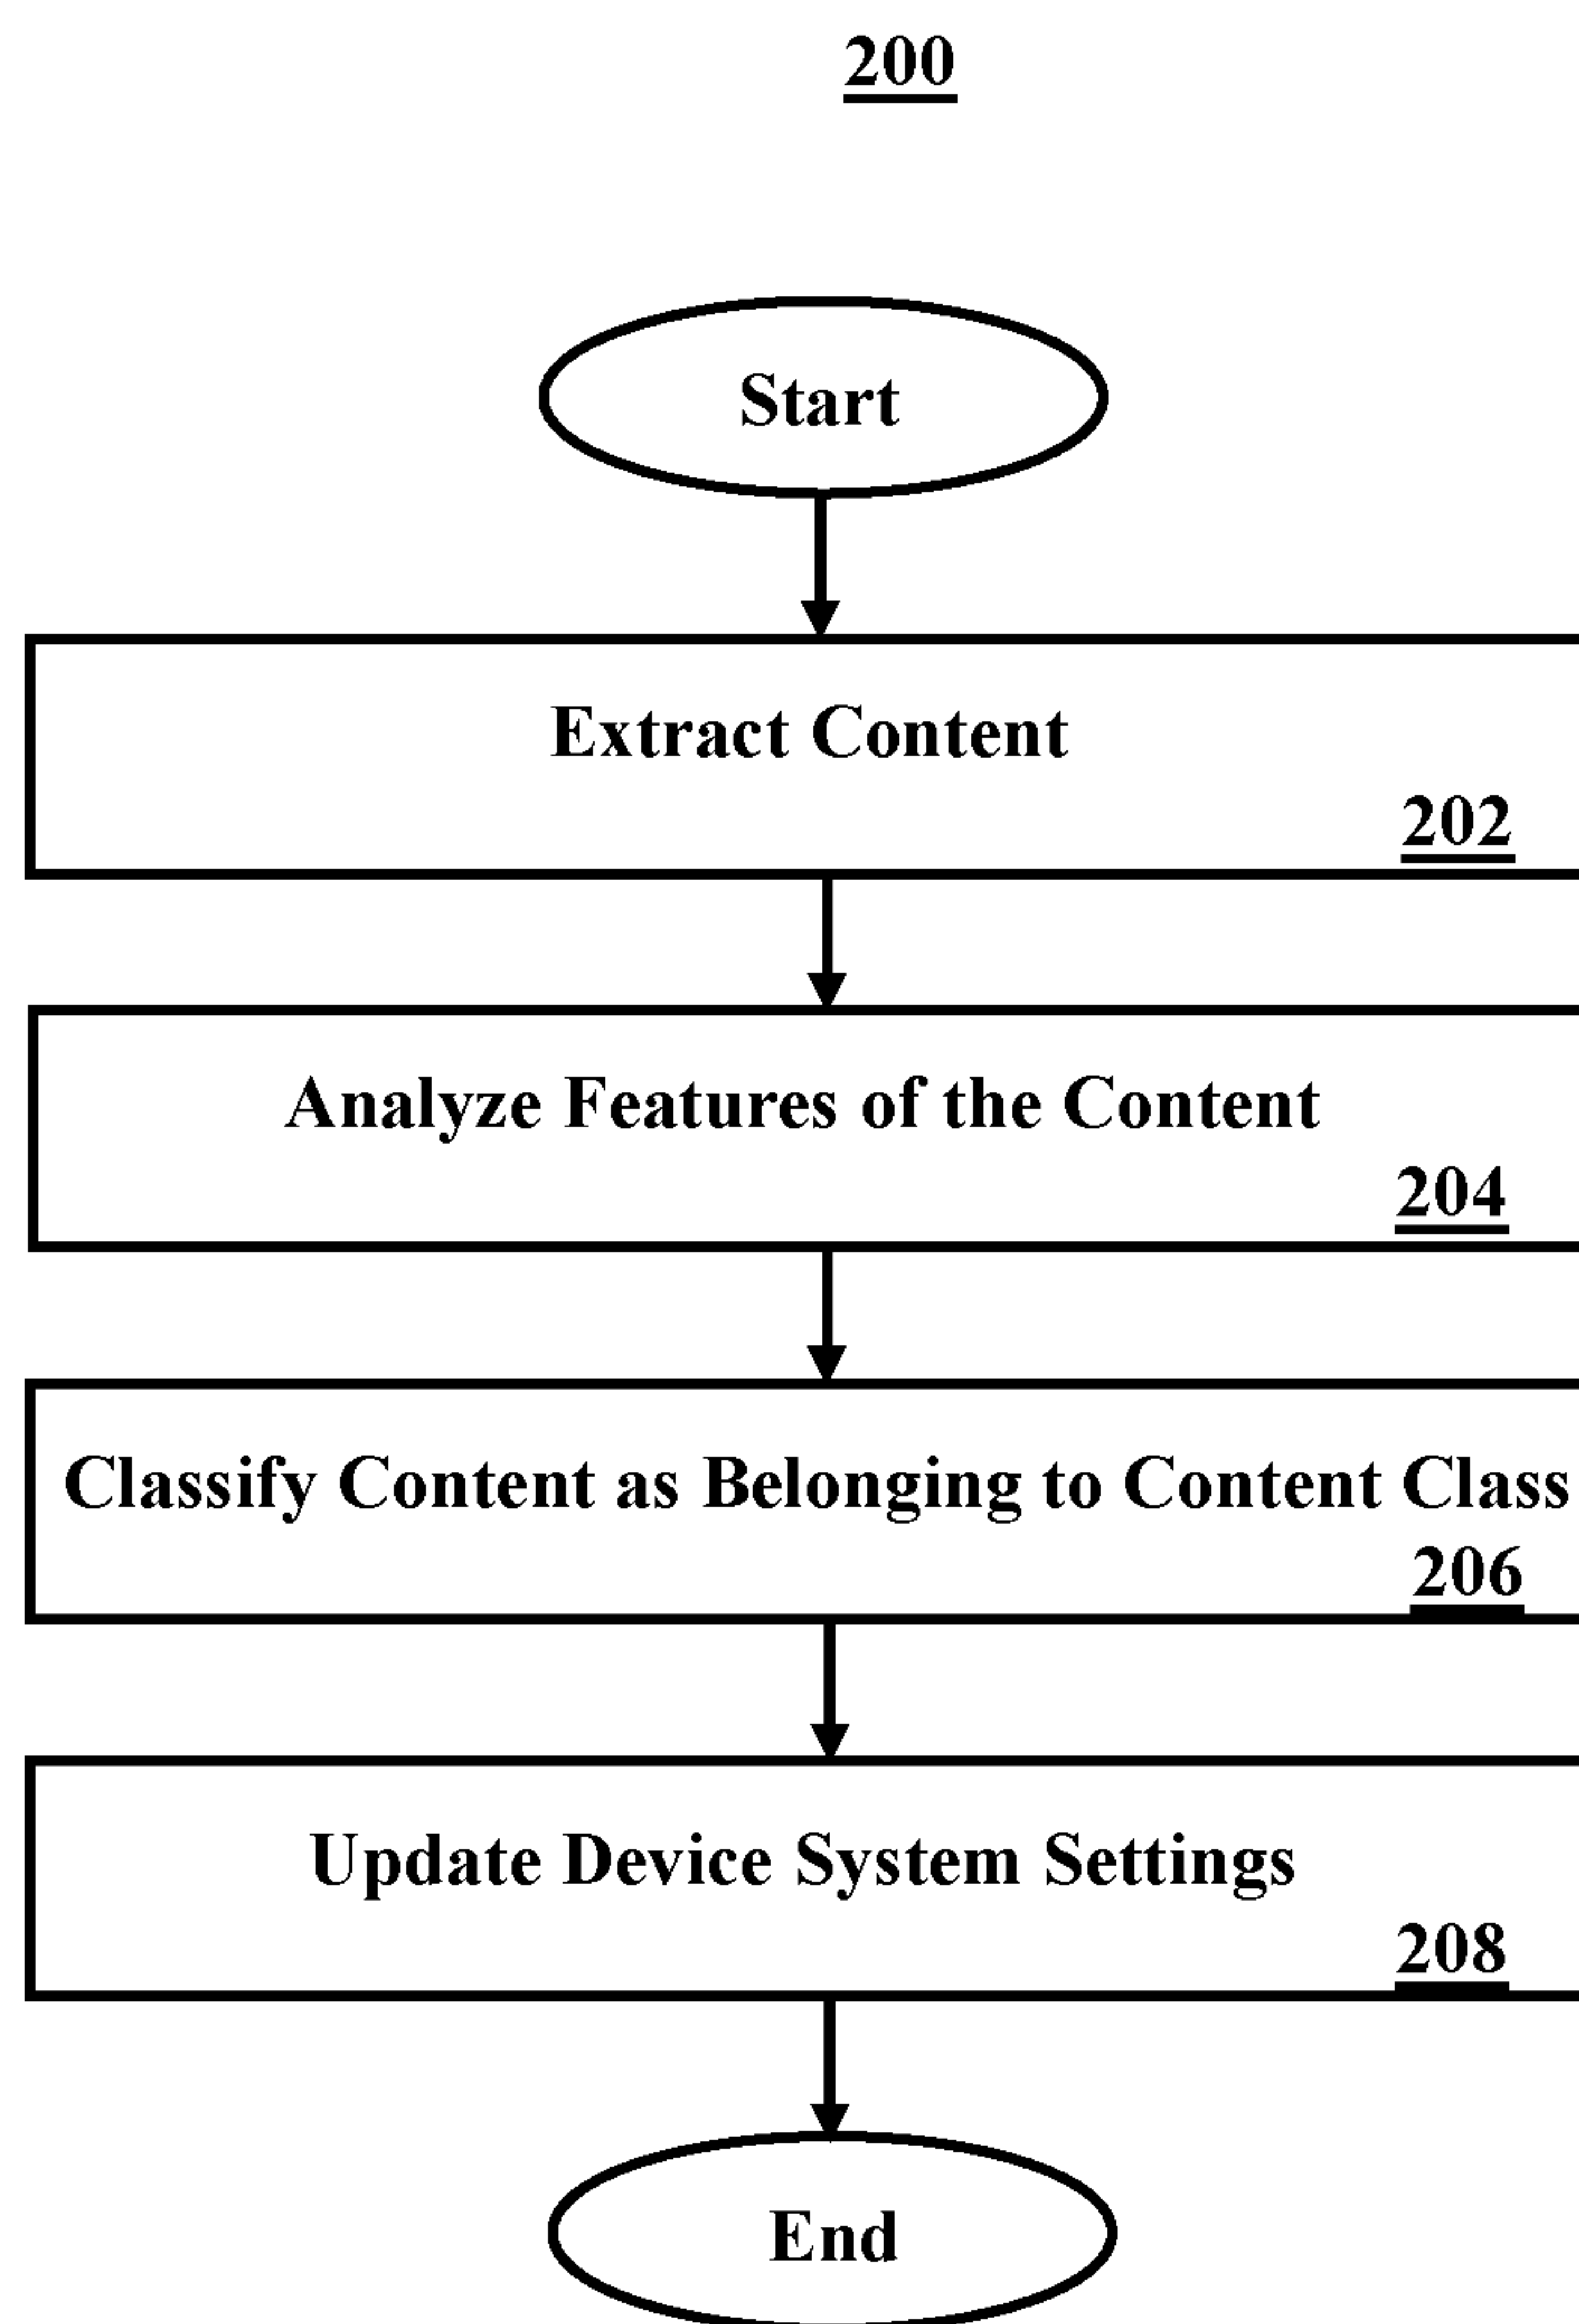 200
Start
Extract Content
202
Analyze Features of the Content
204
Classify Content as Belonging to Content Class
206
Update Device System Settings
208
End